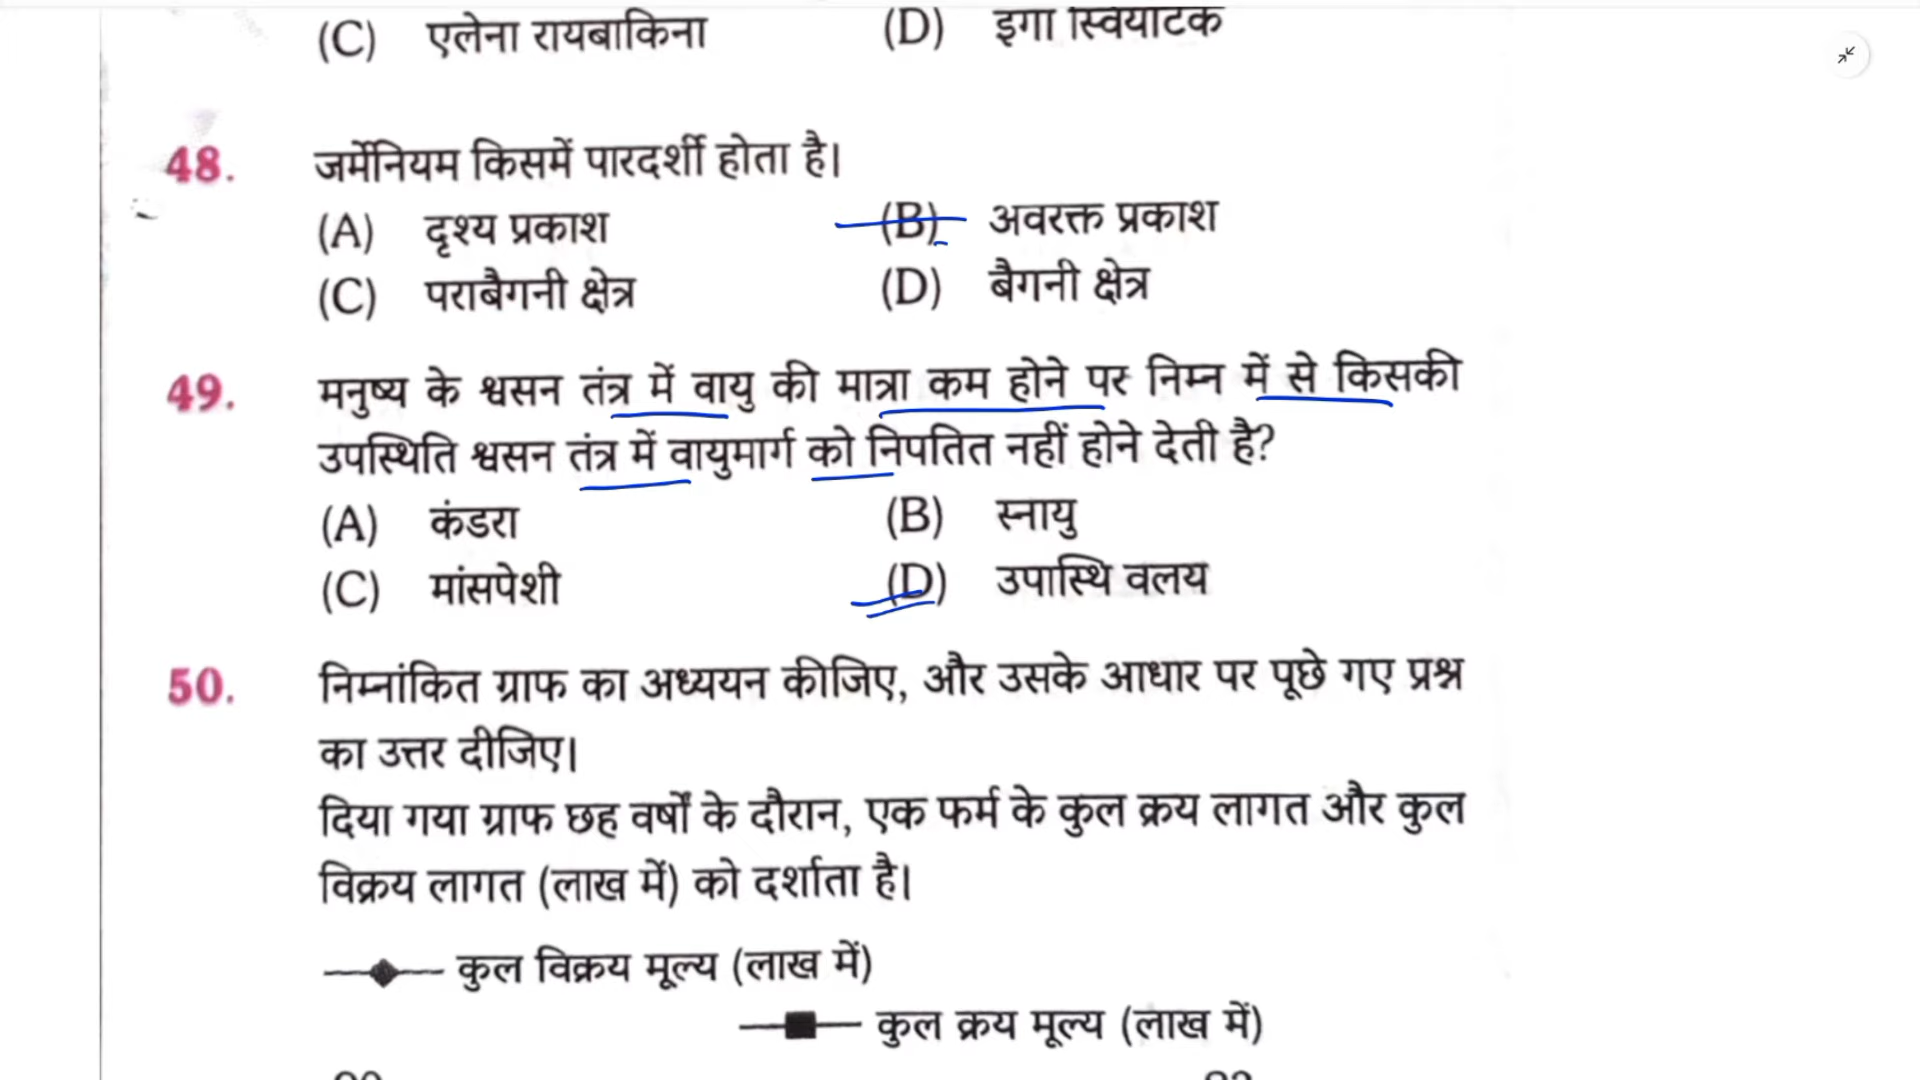 (C) एलेना रायबाकिना (D) इगा स्वियाटेक
48. जर्मेनियम किसमें पारदर्शी होता है।
(A) दृश्य प्रकाश (B) अवरक्त प्रकाश
(C) पराबैगनी क्षेत्र (D) बैगनी क्षेत्र
49. मनुष्य के श्वसन तंत्र में वायु की मात्रा कम होने पर निम्न में से किसकी
उपस्थिति श्वसन तंत्र में वायुमार्ग को निपतित नहीं होने देती है?
(A) कंडरा (B) स्नायु
(C) मांसपेशी (D) उपास्थि वलय
50. निम्नांकित ग्राफ का अध्ययन कीजिए, और उसके आधार पर पूछे गए प्रश्न
का उत्तर दीजिए।
दिया गया ग्राफ छह वर्षों के दौरान, एक फर्म के कुल क्रय लागत और कुल
विक्रय लागत (लाख में) को दर्शाता है।
कुल विक्रय मूल्य (लाख में)
कुल क्रय मूल्य (लाख में)